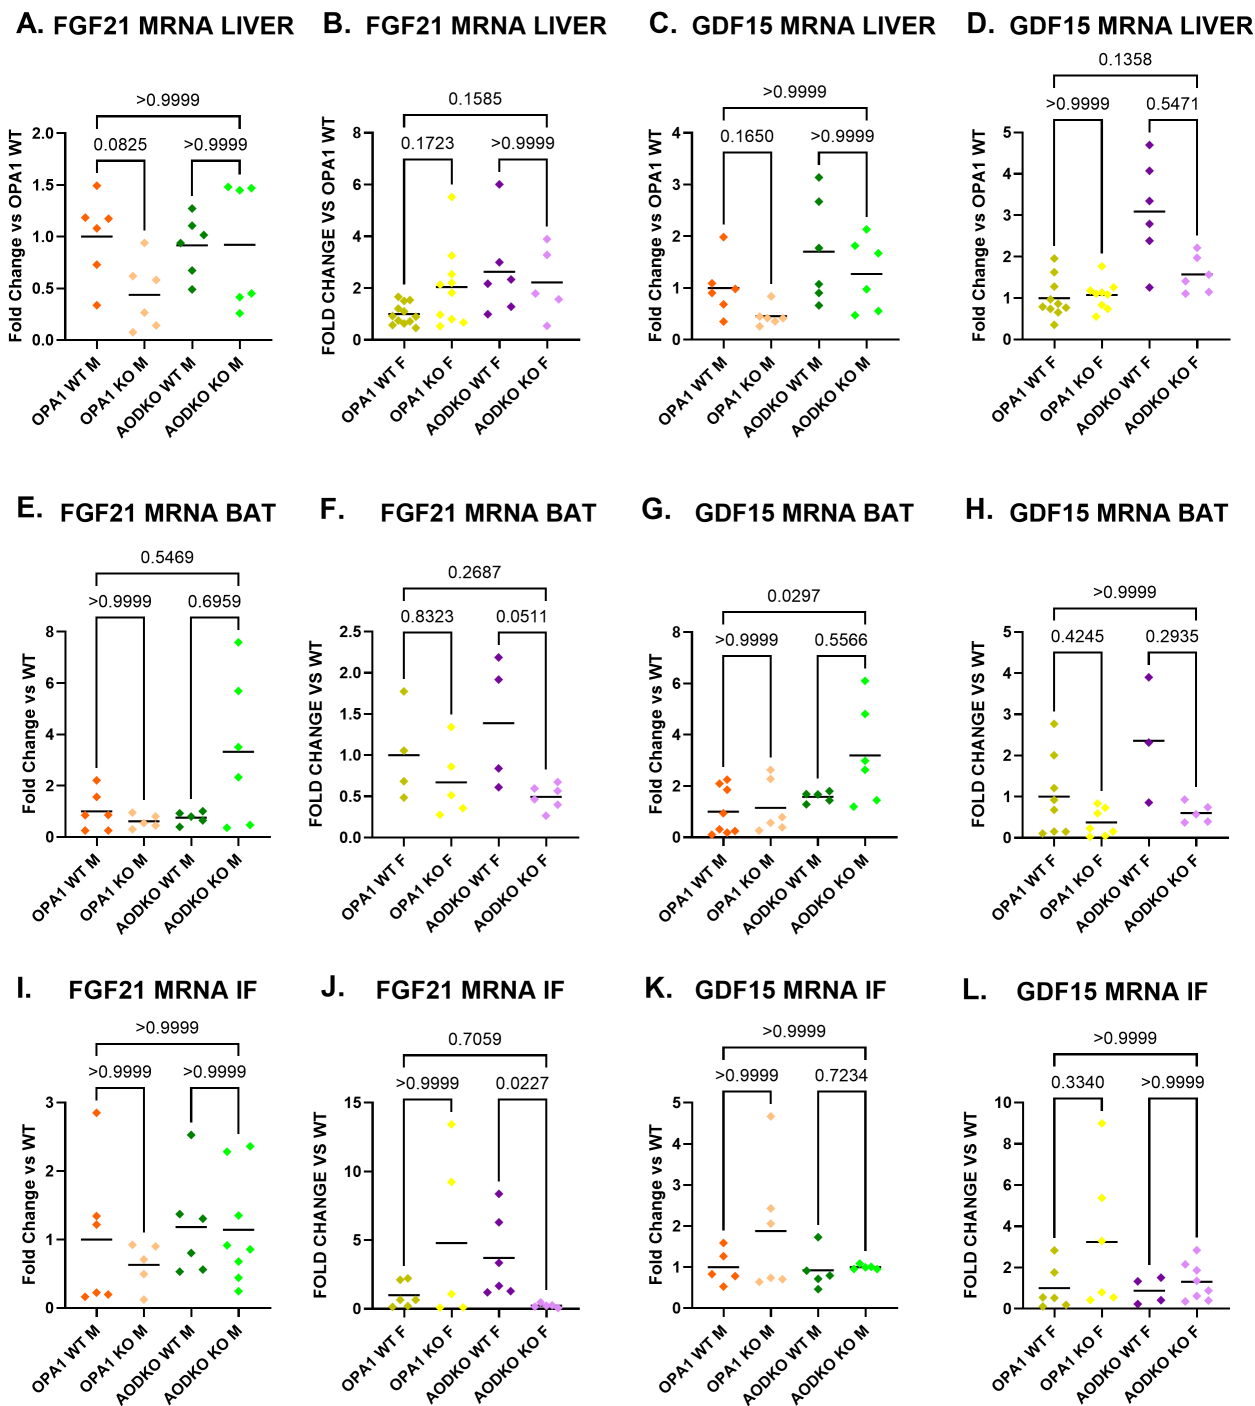 A. FGF21 MRNA LIVER
>0.9999
0.0825 >0.9999
Fold Change vs OPA1 WT
2.0
1.5
1.0
0.5
0.0
OPA1 WT M
OPA1 KO M
AODKO WT M
AODKO KO M
B. FGF21 MRNA LIVER
0.1585
0.1723 >0.9999
FOLD CHANGE VS OPA1 WT
8
6
4
2
0
OPA1 WT F
OPA1 KO F
AODKO WT F
AODKO KO F
C. GDF15 MRNA LIVER
>0.9999
0.1650 >0.9999
Fold Change vs OPA1 WT
4
3
2
1
0
OPA1 WT M
OPA1 KO M
AODKO WT M
AODKO KO M
D. GDF15 MRNA LIVER
0.1358
>0.9999 0.5471
Fold Change vs OPA1 WT
5
4
3
2
1
0
OPA1 WT F
OPA1 KO F
AODKO WT F
AODKO KO F
E. FGF21 MRNA BAT
0.5469
>0.9999 0.6959
Fold Change vs WT
8
6
4
2
0
OPA1 WT M
OPA1 KO M
AODKO WT M
AODKO KO M
F. FGF21 MRNA BAT
0.2687
0.8323 0.0511
FOLD CHANGE VS WT
2.5
2.0
1.5
1.0
0.5
0.0
OPA1 WT F
OPA1 KO F
AODKO WT F
AODKO KO F
G. GDF15 MRNA BAT
0.0297
>0.9999 0.5566
Fold Change vs WT
8
6
4
2
0
OPA1 WT M
OPA1 KO M
AODKO WT M
AODKO KO M
H. GDF15 MRNA BAT
>0.9999
0.4245 0.2935
FOLD CHANGE VS WT
5
4
3
2
1
0
OPA1 WT F
OPA1 KO F
AODKO WT F
AODKO KO F
I. FGF21 MRNA IF
>0.9999
>0.9999 >0.9999
Fold Change vs WT
3
2
1
0
OPA1 WT M
OPA1 KO M
AODKO WT M
AODKO KO M
J. FGF21 MRNA IF
0.7059
>0.9999 0.0227
FOLD CHANGE VS WT
15
10
5
0
OPA1 WT F
OPA1 KO F
AODKO WT F
AODKO KO F
K. GDF15 MRNA IF
>0.9999
>0.9999 0.7234
Fold Change vs WT
5
4
3
2
1
0
OPA1 WT M
OPA1 KO M
AODKO WT M
AODKO KO M
L. GDF15 MRNA IF
>0.9999
0.3340 >0.9999
FOLD CHANGE VS WT
10
8
6
4
2
0
OPA1 WT F
OPA1 KO F
AODKO WT F
AODKO KO F